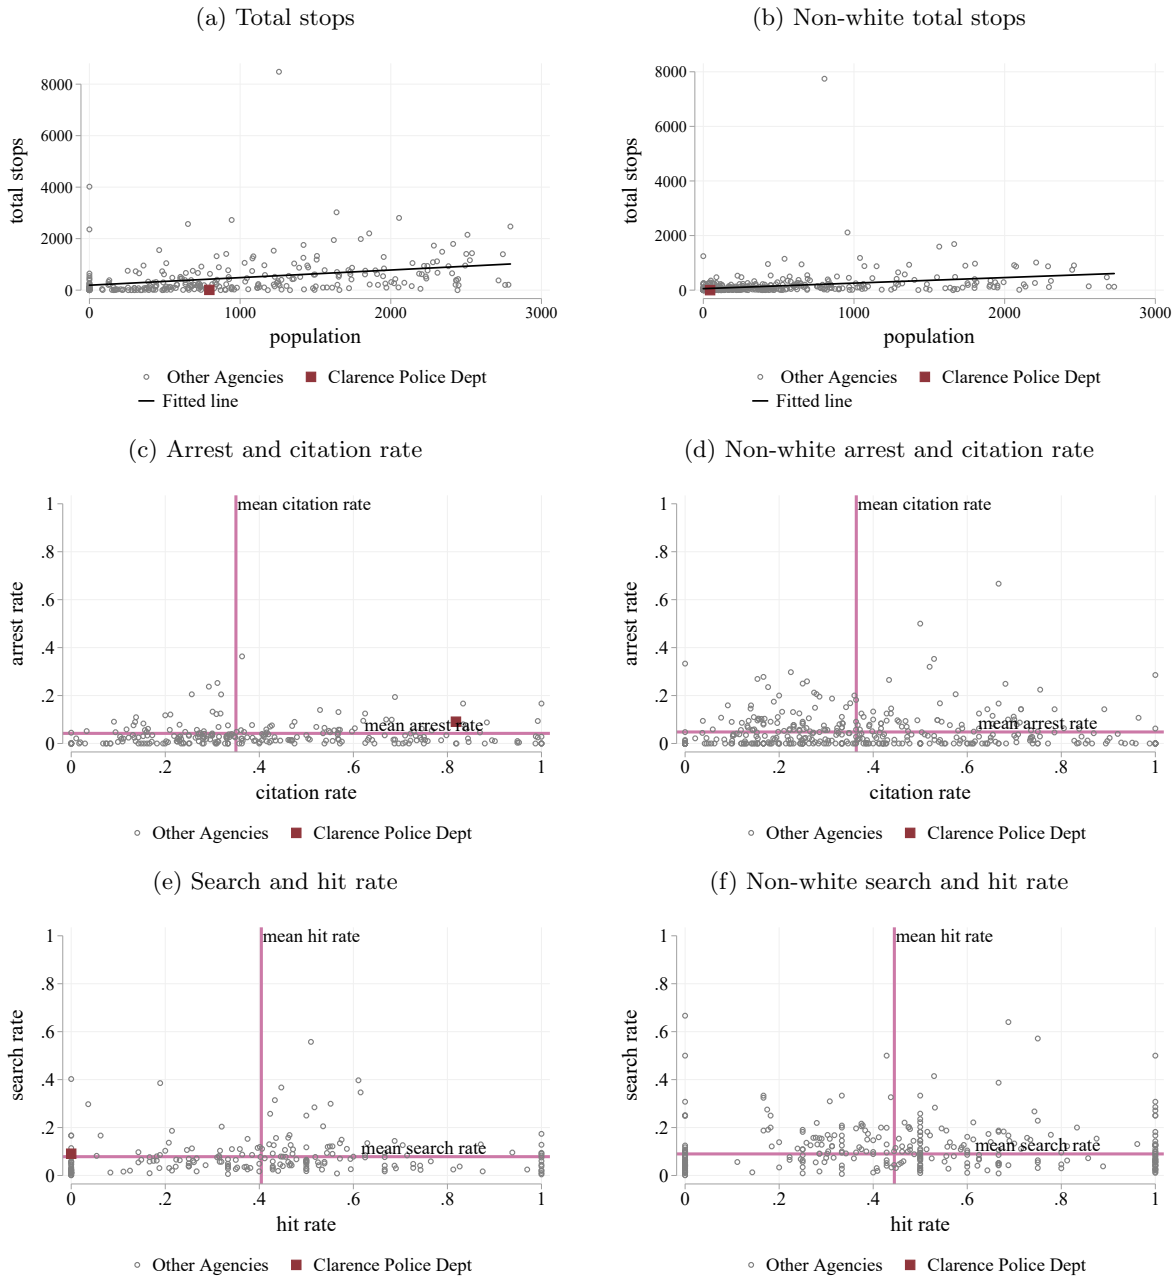 (a) Total stops
(b) Non-white total stops
8000
6000
4000
2000
0
total stops
0 1000 2000 3000
population
Other Agencies Clarence Police Dept
Fitted line
8000
6000
4000
2000
0
total stops
0 1000 2000 3000
population
Other Agencies Clarence Police Dept
Fitted line
(c) Arrest and citation rate
(d) Non-white arrest and citation rate
1
.8
.6
.4
.2
0
arrest rate
mean citation rate
mean arrest rate
0 .2 .4 .6 .8 1
citation rate
Other Agencies Clarence Police Dept
1
.8
.6
.4
.2
0
arrest rate
mean citation rate
mean arrest rate
0 .2 .4 .6 .8 1
citation rate
Other Agencies Clarence Police Dept
(e) Search and hit rate
(f) Non-white search and hit rate
1
.8
.6
.4
.2
0
search rate
mean hit rate
mean search rate
0 .2 .4 .6 .8 1
hit rate
Other Agencies Clarence Police Dept
1
.8
.6
.4
.2
0
search rate
mean hit rate
mean search rate
0 .2 .4 .6 .8 1
hit rate
Other Agencies Clarence Police Dept